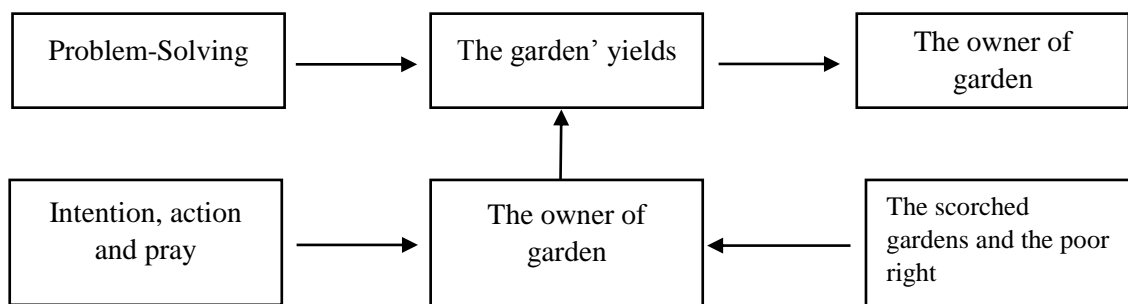 Problem-Solving
The garden’ yields
The owner of
garden
Intention, action
and pray
The owner of
garden
The scorched
gardens and the poor
right